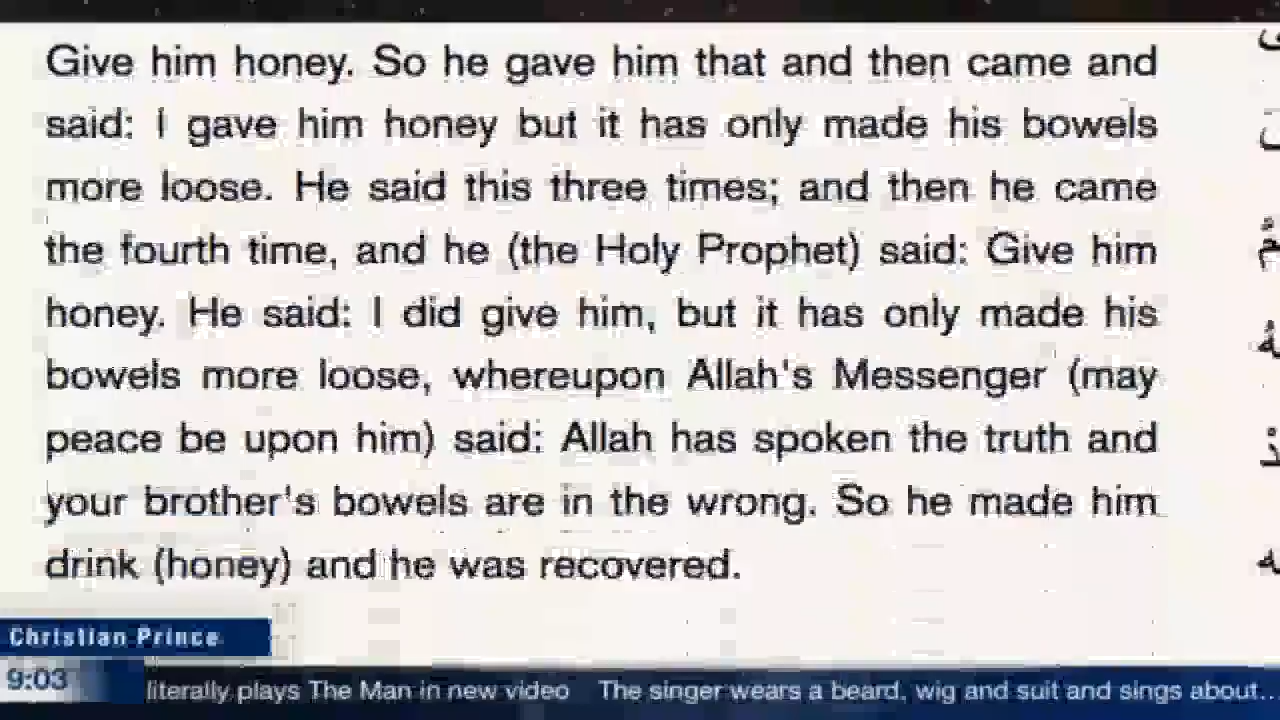 Give him honey. So he gave him that and then came and
said: I gave him honey but it has only made his bowels
more loose. He said this three times; and then he came
the fourth time, and he (the Holy Prophet) said: Give him
honey. He said: I did give him, but it has only made his
bowels more loose, whereupon Allah's Messenger (may
peace be upon him) said: Allah has spoken the truth and
your brother's bowels are in the wrong. So he made him
drink (honey) and he was recovered.
Christian Prince
9:03
literally plays The Man in new video The singer wears a beard, wig and suit and sings about...